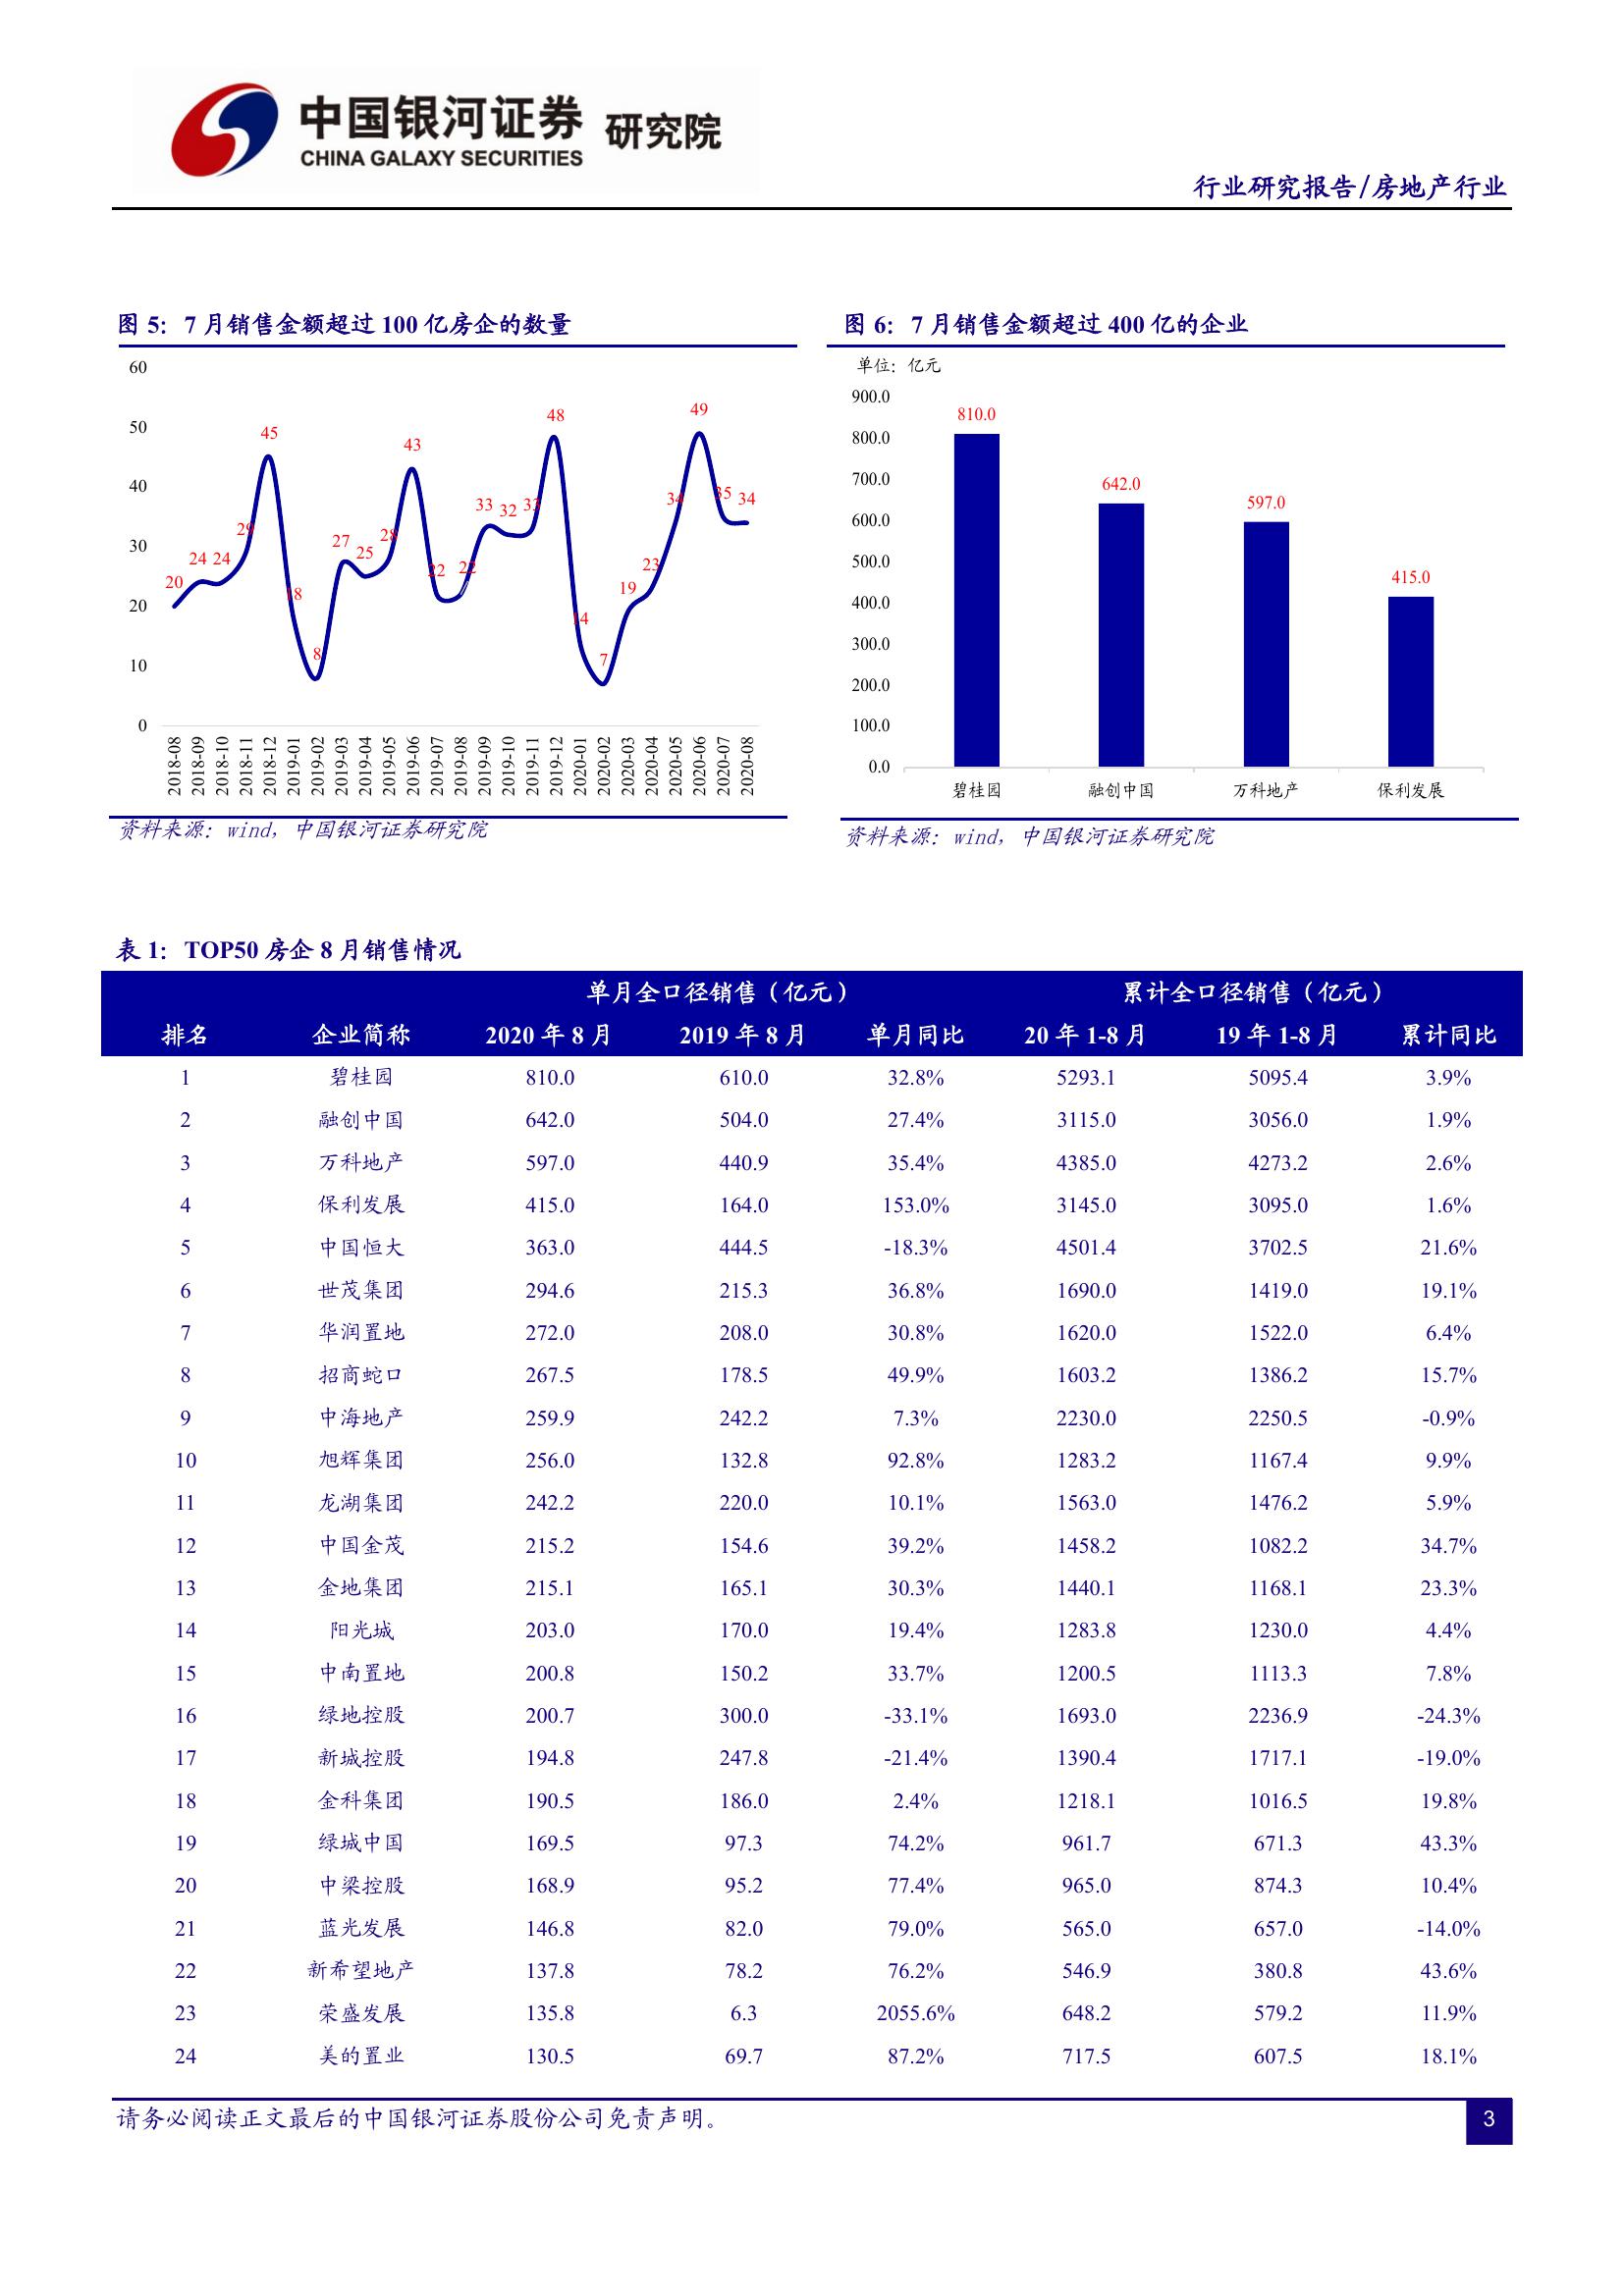 中国银河证券 研究院
CHINA GALAXY SECURITIES
行业研究报告/房地产行业
图 5: 7 月销售金额超过 100 亿房企的数量
60
50
40
30
20
10
0
20
24
24
29
45
18
8
27
25
28
43
22
22
33
32
33
48
14
7
19
23
34
49
35
34
2018-08
2018-09
2018-10
2018-11
2018-12
2019-01
2019-02
2019-03
2019-04
2019-05
2019-06
2019-07
2019-08
2019-09
2019-10
2019-11
2019-12
2020-01
2020-02
2020-03
2020-04
2020-05
2020-06
2020-07
2020-08
资料来源: wind, 中国银河证券研究院
图 6: 7 月销售金额超过 400 亿的企业
单位: 亿元
900.0
800.0
700.0
600.0
500.0
400.0
300.0
200.0
100.0
0.0
810.0
642.0
597.0
415.0
碧桂园
融创中国
万科地产
保利发展
资料来源: wind, 中国银河证券研究院
表 1: TOP50 房企 8 月销售情况
单月全口径销售（亿元） 累计全口径销售（亿元）
排名 企业简称 2020 年 8 月 2019 年 8 月 单月同比 20 年 1-8 月 19 年 1-8 月 累计同比
1 碧桂园 810.0 610.0 32.8% 5293.1 5095.4 3.9%
2 融创中国 642.0 504.0 27.4% 3115.0 3056.0 1.9%
3 万科地产 597.0 440.9 35.4% 4385.0 4273.2 2.6%
4 保利发展 415.0 164.0 153.0% 3145.0 3095.0 1.6%
5 中国恒大 363.0 444.5 -18.3% 4501.4 3702.5 21.6%
6 世茂集团 294.6 215.3 36.8% 1690.0 1419.0 19.1%
7 华润置地 272.0 208.0 30.8% 1620.0 1522.0 6.4%
8 招商蛇口 267.5 178.5 49.9% 1603.2 1386.2 15.7%
9 中海地产 259.9 242.2 7.3% 2230.0 2250.5 -0.9%
10 旭辉集团 256.0 132.8 92.8% 1283.2 1167.4 9.9%
11 龙湖集团 242.2 220.0 10.1% 1563.0 1476.2 5.9%
12 中国金茂 215.2 154.6 39.2% 1458.2 1082.2 34.7%
13 金地集团 215.1 165.1 30.3% 1440.1 1168.1 23.3%
14 阳光城 203.0 170.0 19.4% 1283.8 1230.0 4.4%
15 中南置地 200.8 150.2 33.7% 1200.5 1113.3 7.8%
16 绿地控股 200.7 300.0 -33.1% 1693.0 2236.9 -24.3%
17 新城控股 194.8 247.8 -21.4% 1390.4 1717.1 -19.0%
18 金科集团 190.5 186.0 2.4% 1218.1 1016.5 19.8%
19 绿城中国 169.5 97.3 74.2% 961.7 671.3 43.3%
20 中梁控股 168.9 95.2 77.4% 965.0 874.3 10.4%
21 蓝光发展 146.8 82.0 79.0% 565.0 657.0 -14.0%
22 新希望地产 137.8 78.2 76.2% 546.9 380.8 43.6%
23 荣盛发展 135.8 6.3 2055.6% 648.2 579.2 11.9%
24 美的置业 130.5 69.7 87.2% 717.5 607.5 18.1%
请务必阅读正文最后的中国银河证券股份公司免责声明。
3